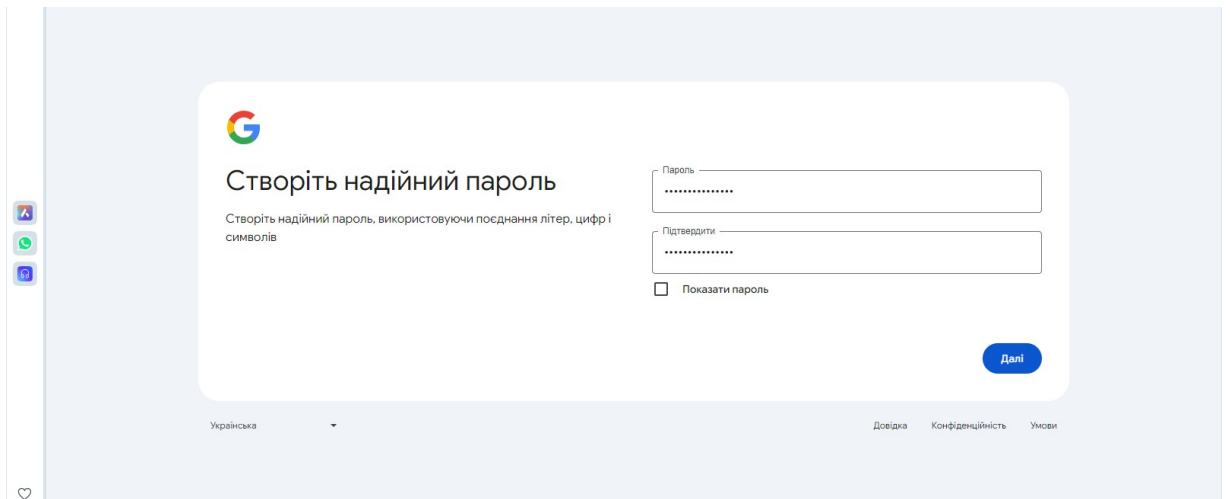 Створіть надійний пароль
Створіть надійний пароль, використовуючи поєднання літер, цифр і
символів
Пароль
•••••••••••••••
Підтвердити
•••••••••••••••
Показати пароль
Далі
Українська
Довідка Конфіденційність Умови